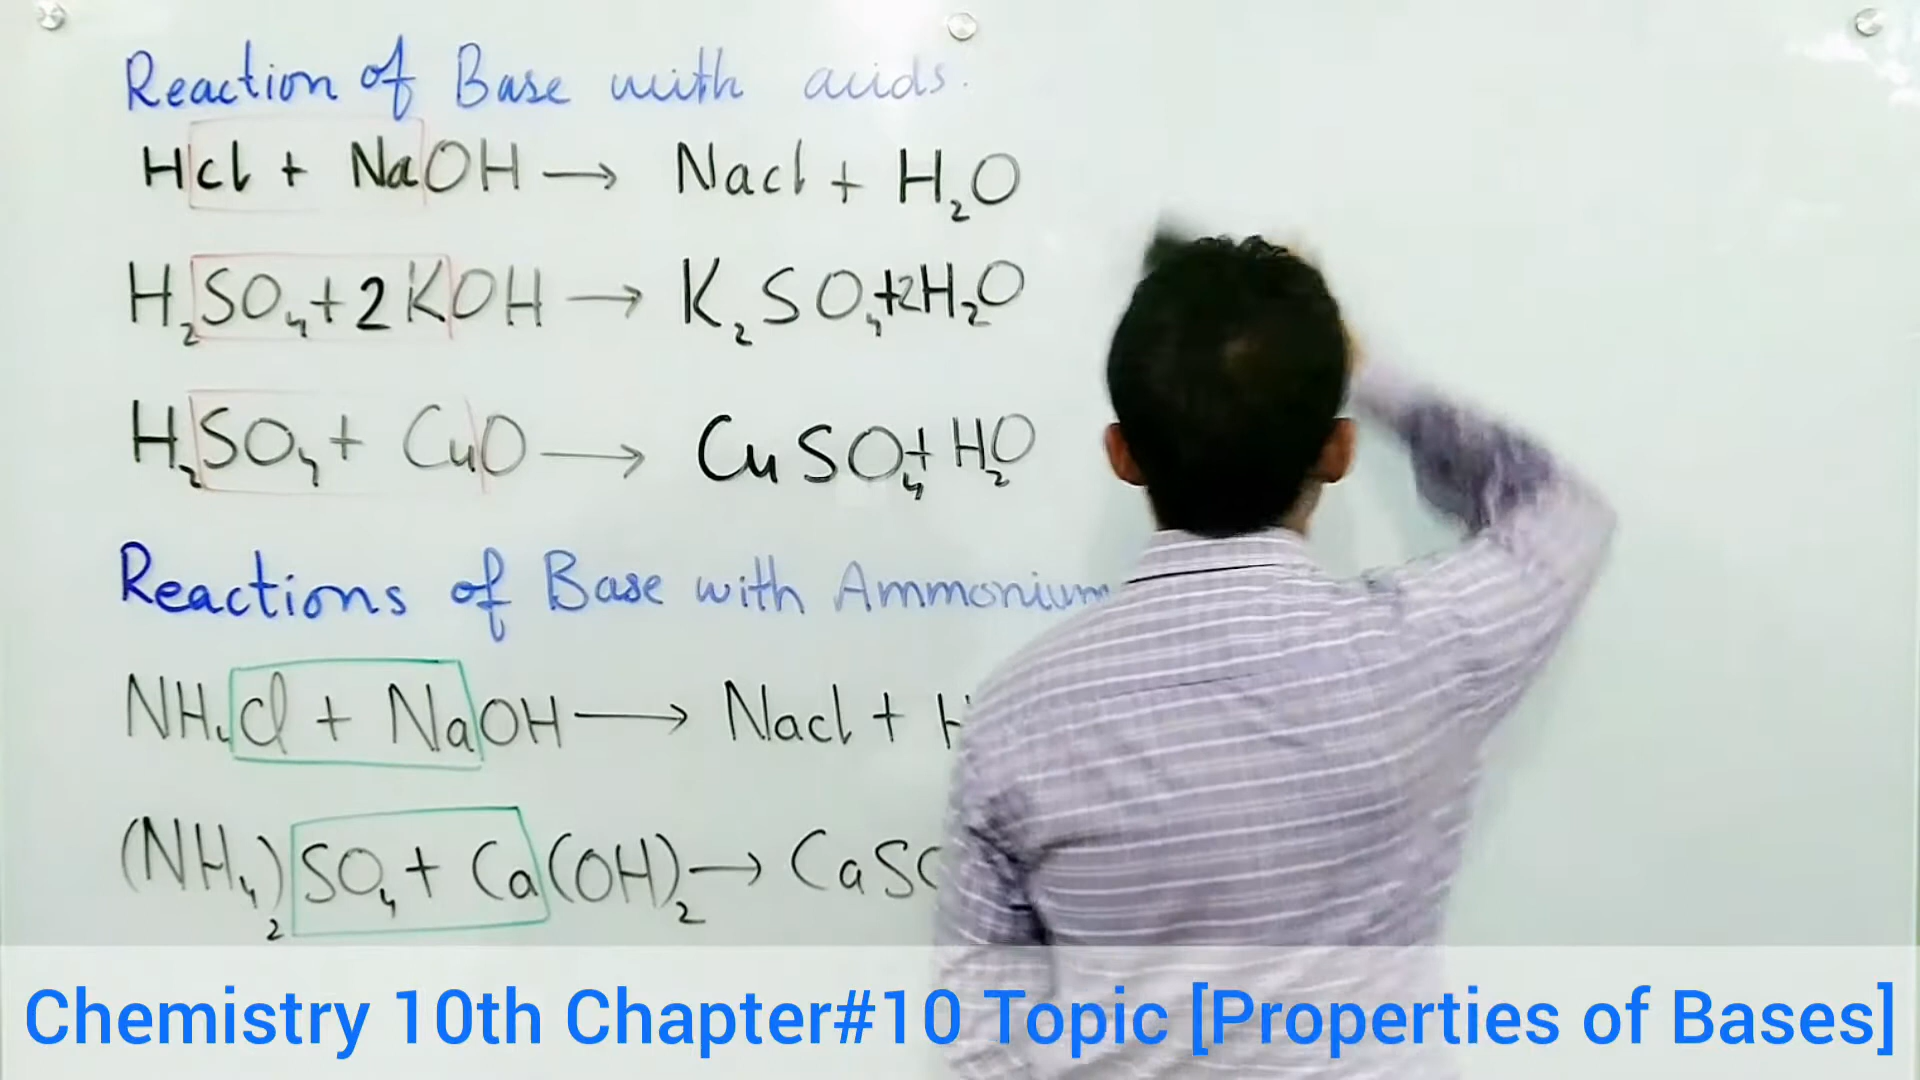 Reaction of Base with acids.
Hcl + NaOH → Nacl + H₂O
H₂SO₄+2KOH → K₂SO₄+2H₂O
H₂SO₄+ CuO → CuSO₄+ H₂O
Reactions of Base with Ammonium
NH₄Cl + NaOH → Nacl +
(NH₄)₂SO₄+ Ca(OH)₂ → CaSO
Chemistry 10th Chapter#10 Topic [Properties of Bases]